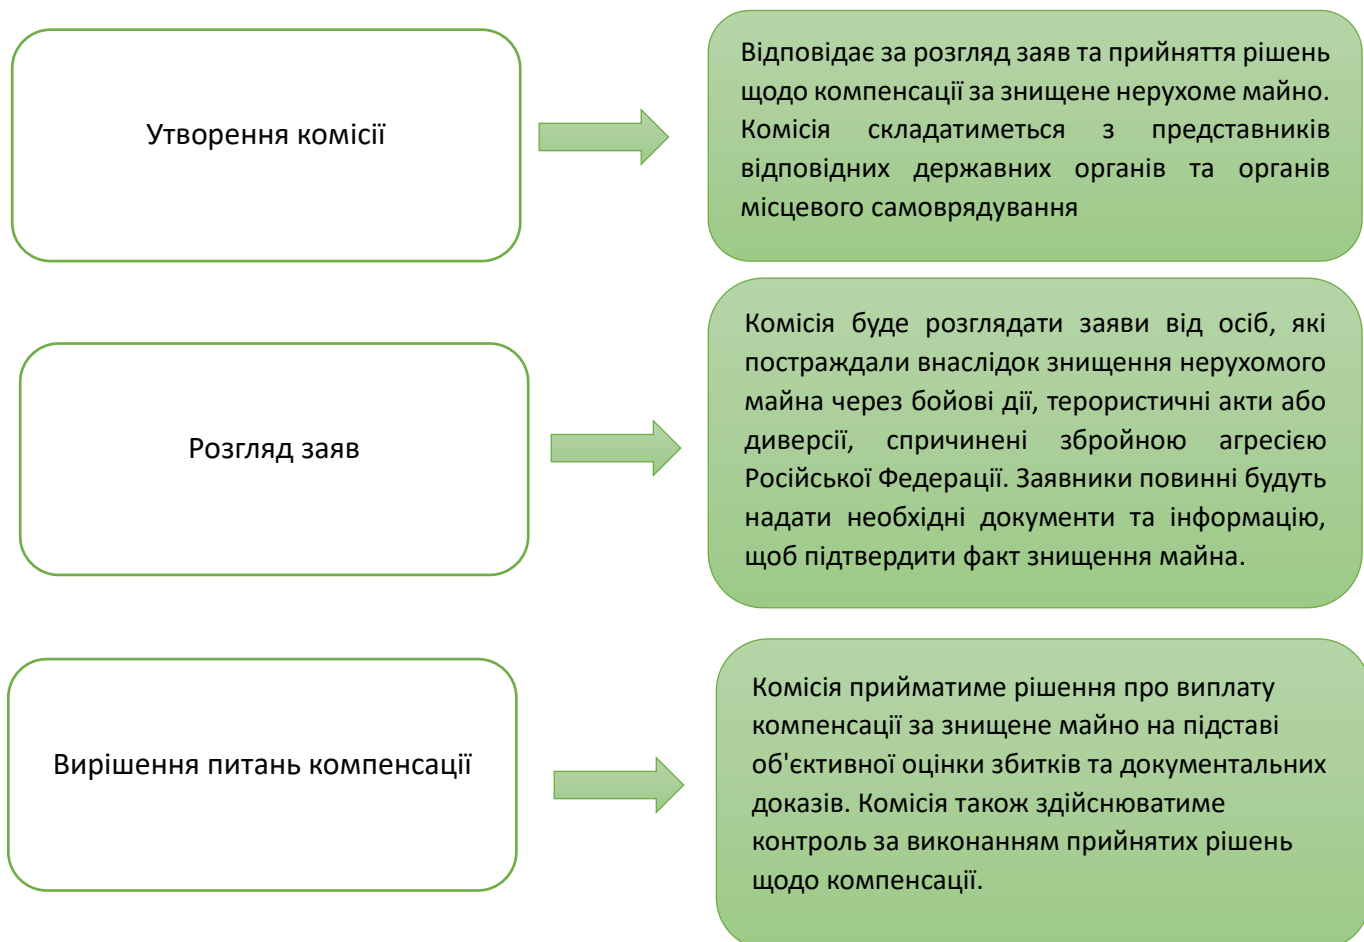 Утворення комісії
Відповідає за розгляд заяв та прийняття рішень
щодо компенсації за знищене нерухоме майно.
Комісія складатиметься з представників
відповідних державних органів та органів
місцевого самоврядування
Розгляд заяв
Комісія буде розглядати заяви від осіб, які
постраждали внаслідок знищення нерухомого
майна через бойові дії, терористичні акти або
диверсії, спричинені збройною агресією
Російської Федерації. Заявники повинні будуть
надати необхідні документи та інформацію,
щоб підтвердити факт знищення майна.
Вирішення питань компенсації
Комісія прийматиме рішення про виплату
компенсації за знищене майно на підставі
об'єктивної оцінки збитків та документальних
доказів. Комісія також здійснюватиме
контроль за виконанням прийнятих рішень
щодо компенсації.